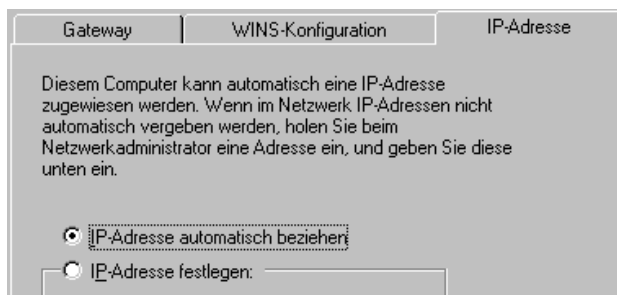 Gateway WINS-Konfiguration IP-Adresse
Diesem Computer kann automatisch eine IP-Adresse
zugewiesen werden. Wenn im Netzwerk IP-Adressen nicht
automatisch vergeben werden, holen Sie beim
Netzwerkadministrator eine Adresse ein, und geben Sie diese
unten ein.
IP-Adresse automatisch beziehen
IP-Adresse festlegen: